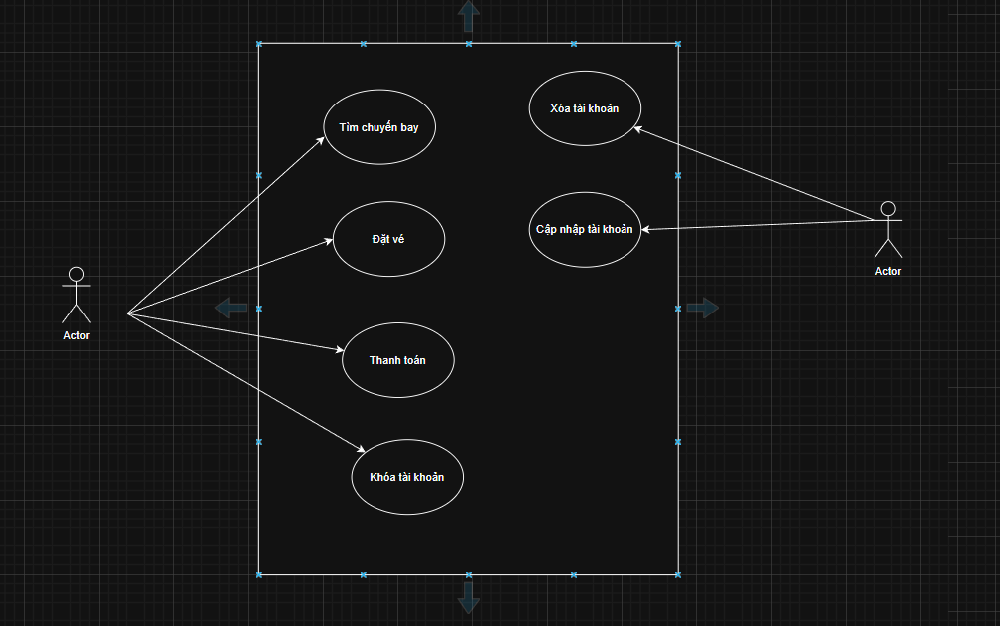 Tìm chuyến bay
Xóa tài khoản
Đặt vé
Cập nhập tài khoản
Actor
Actor
Thanh toán
Khóa tài khoản